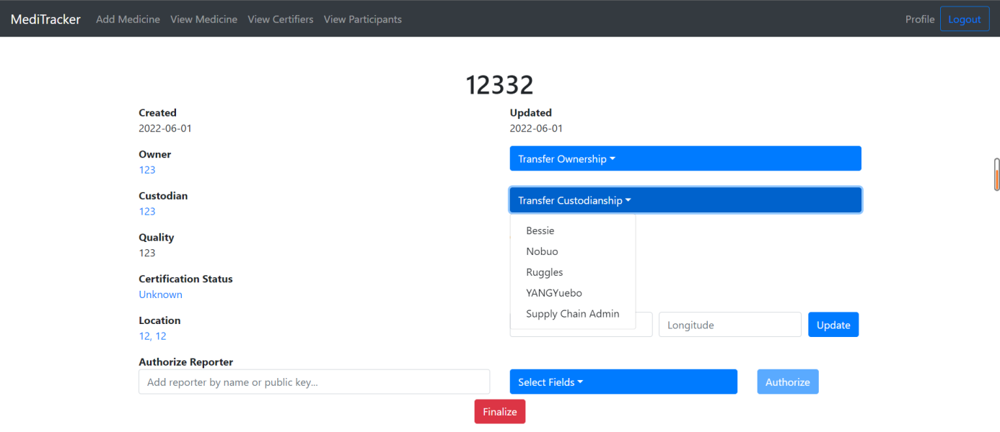 MediTracker Add Medicine View Medicine View Certifiers View Participants Profile Logout
12332
Created
2022-06-01
Updated
2022-06-01
Owner
123
Transfer Ownership
Custodian
123
Transfer Custodianship
Bessie
Nobuo
Ruggles
YANGYuebo
Supply Chain Admin
Quality
123
Certification Status
Unknown
Location
12, 12
Longitude
Update
Authorize Reporter
Add reporter by name or public key...
Select Fields
Authorize
Finalize